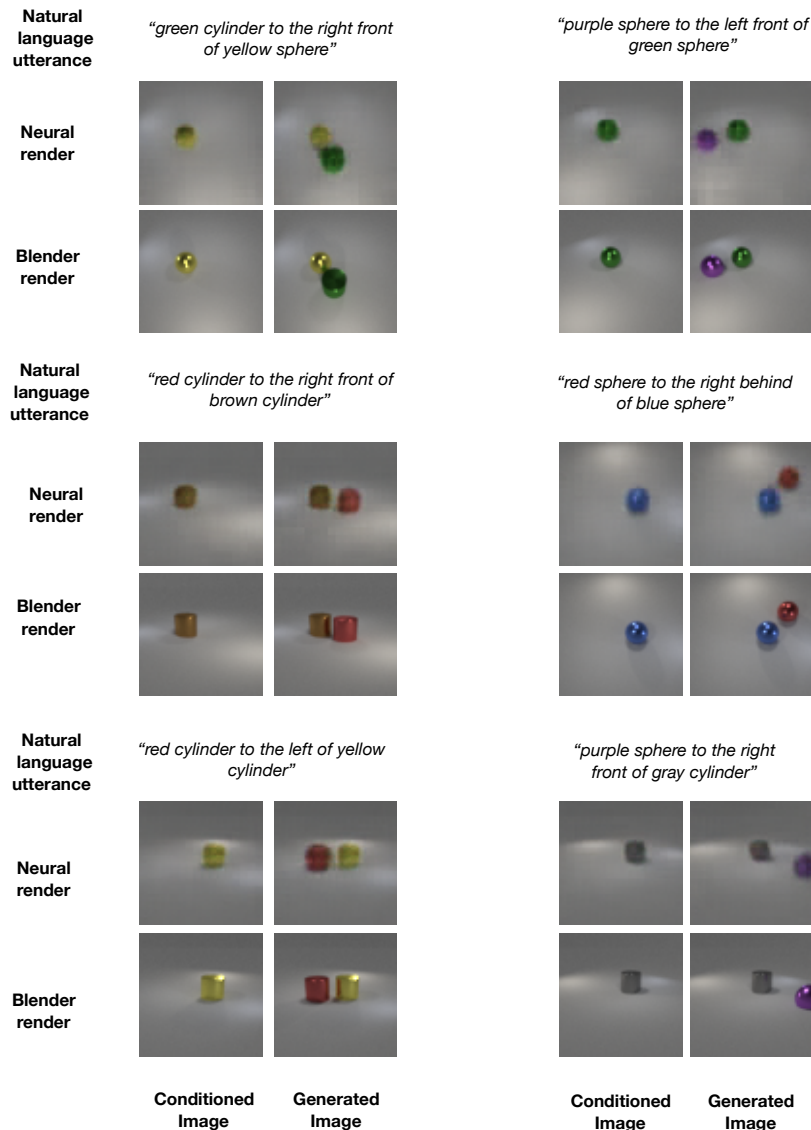 Natural
language
utterance
“green cylinder to the right front
of yellow sphere”
“purple sphere to the left front of
green sphere”
Neural
render
Blender
render
Natural
language
utterance
“red cylinder to the right front of
brown cylinder”
“red sphere to the right behind
of blue sphere”
Neural
render
Blender
render
Natural
language
utterance
“red cylinder to the left of yellow
cylinder”
“purple sphere to the right
front of gray cylinder”
Neural
render
Blender
render
Conditioned
Image
Generated
Image
Conditioned
Image
Generated
Image